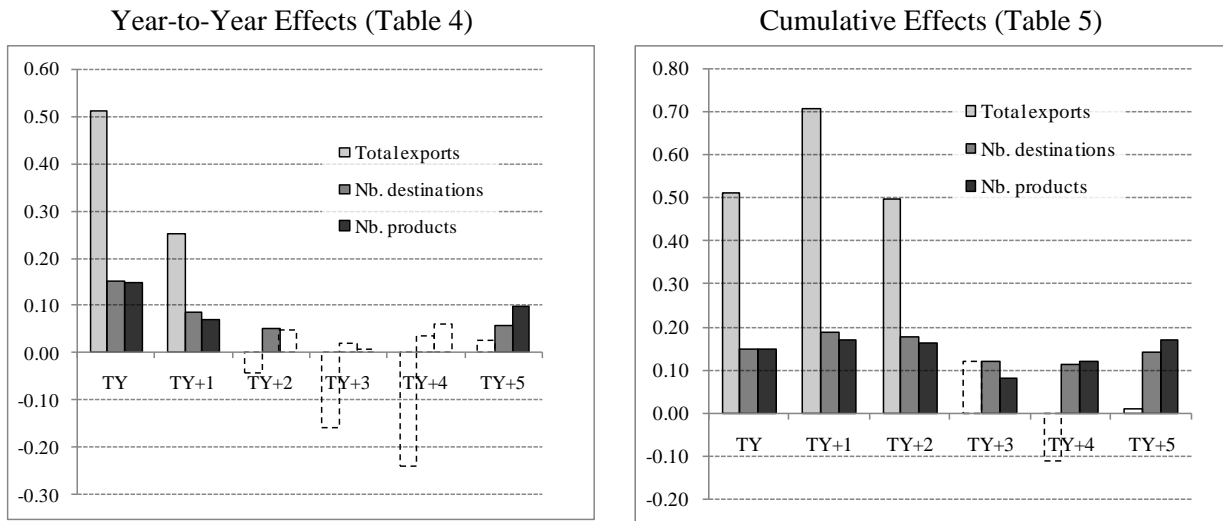 Year-to-Year Effects (Table 4)
0.60
0.50
0.40
0.30
0.20
0.10
0.00
-0.10
-0.20
-0.30
Total exports
Nb. destinations
Nb. products
TY
TY+1
TY+2
TY+3
TY+4
TY+5
Cumulative Effects (Table 5)
0.80
0.70
0.60
0.50
0.40
0.30
0.20
0.10
0.00
-0.10
-0.20
Total exports
Nb. destinations
Nb. products
TY
TY+1
TY+2
TY+3
TY+4
TY+5